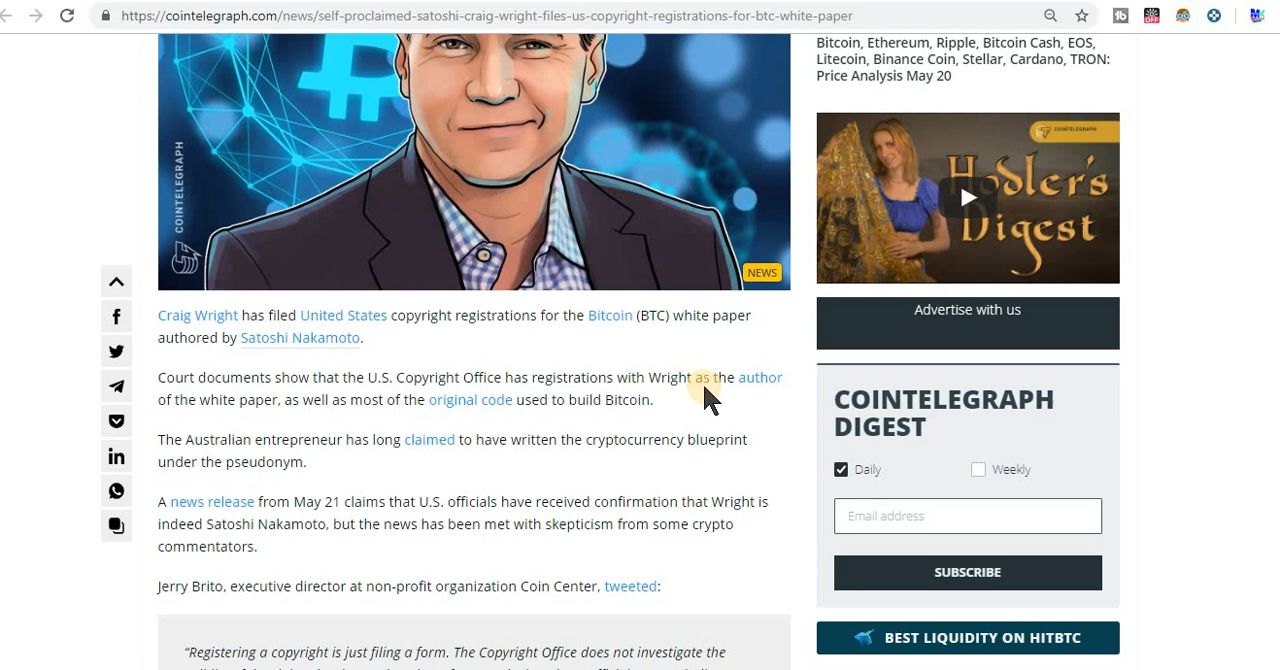 https://cointelegraph.com/news/self-proclaimed-satoshi-craig-wright-files-us-copyright-registrations-for-btc-white-paper
OFF
COINTELEGRAPH
NEWS
Craig Wright has filed United States copyright registrations for the Bitcoin (BTC) white paper
authored by Satoshi Nakamoto.
Court documents show that the U.S. Copyright Office has registrations with Wright as the author
of the white paper, as well as most of the original code used to build Bitcoin.
The Australian entrepreneur has long claimed to have written the cryptocurrency blueprint
under the pseudonym.
A news release from May 21 claims that U.S. officials have received confirmation that Wright is
indeed Satoshi Nakamoto, but the news has been met with skepticism from some crypto
commentators.
Jerry Brito, executive director at non-profit organization Coin Center, tweeted:
“Registering a copyright is just filing a form. The Copyright Office does not investigate the
Bitcoin, Ethereum, Ripple, Bitcoin Cash, EOS,
Litecoin, Binance Coin, Stellar, Cardano, TRON:
Price Analysis May 20
COINTELEGRAPH
Hodler's
Digest
Advertise with us
COINTELEGRAPH
DIGEST
Daily
Weekly
Email address
SUBSCRIBE
BEST LIQUIDITY ON HITBTC